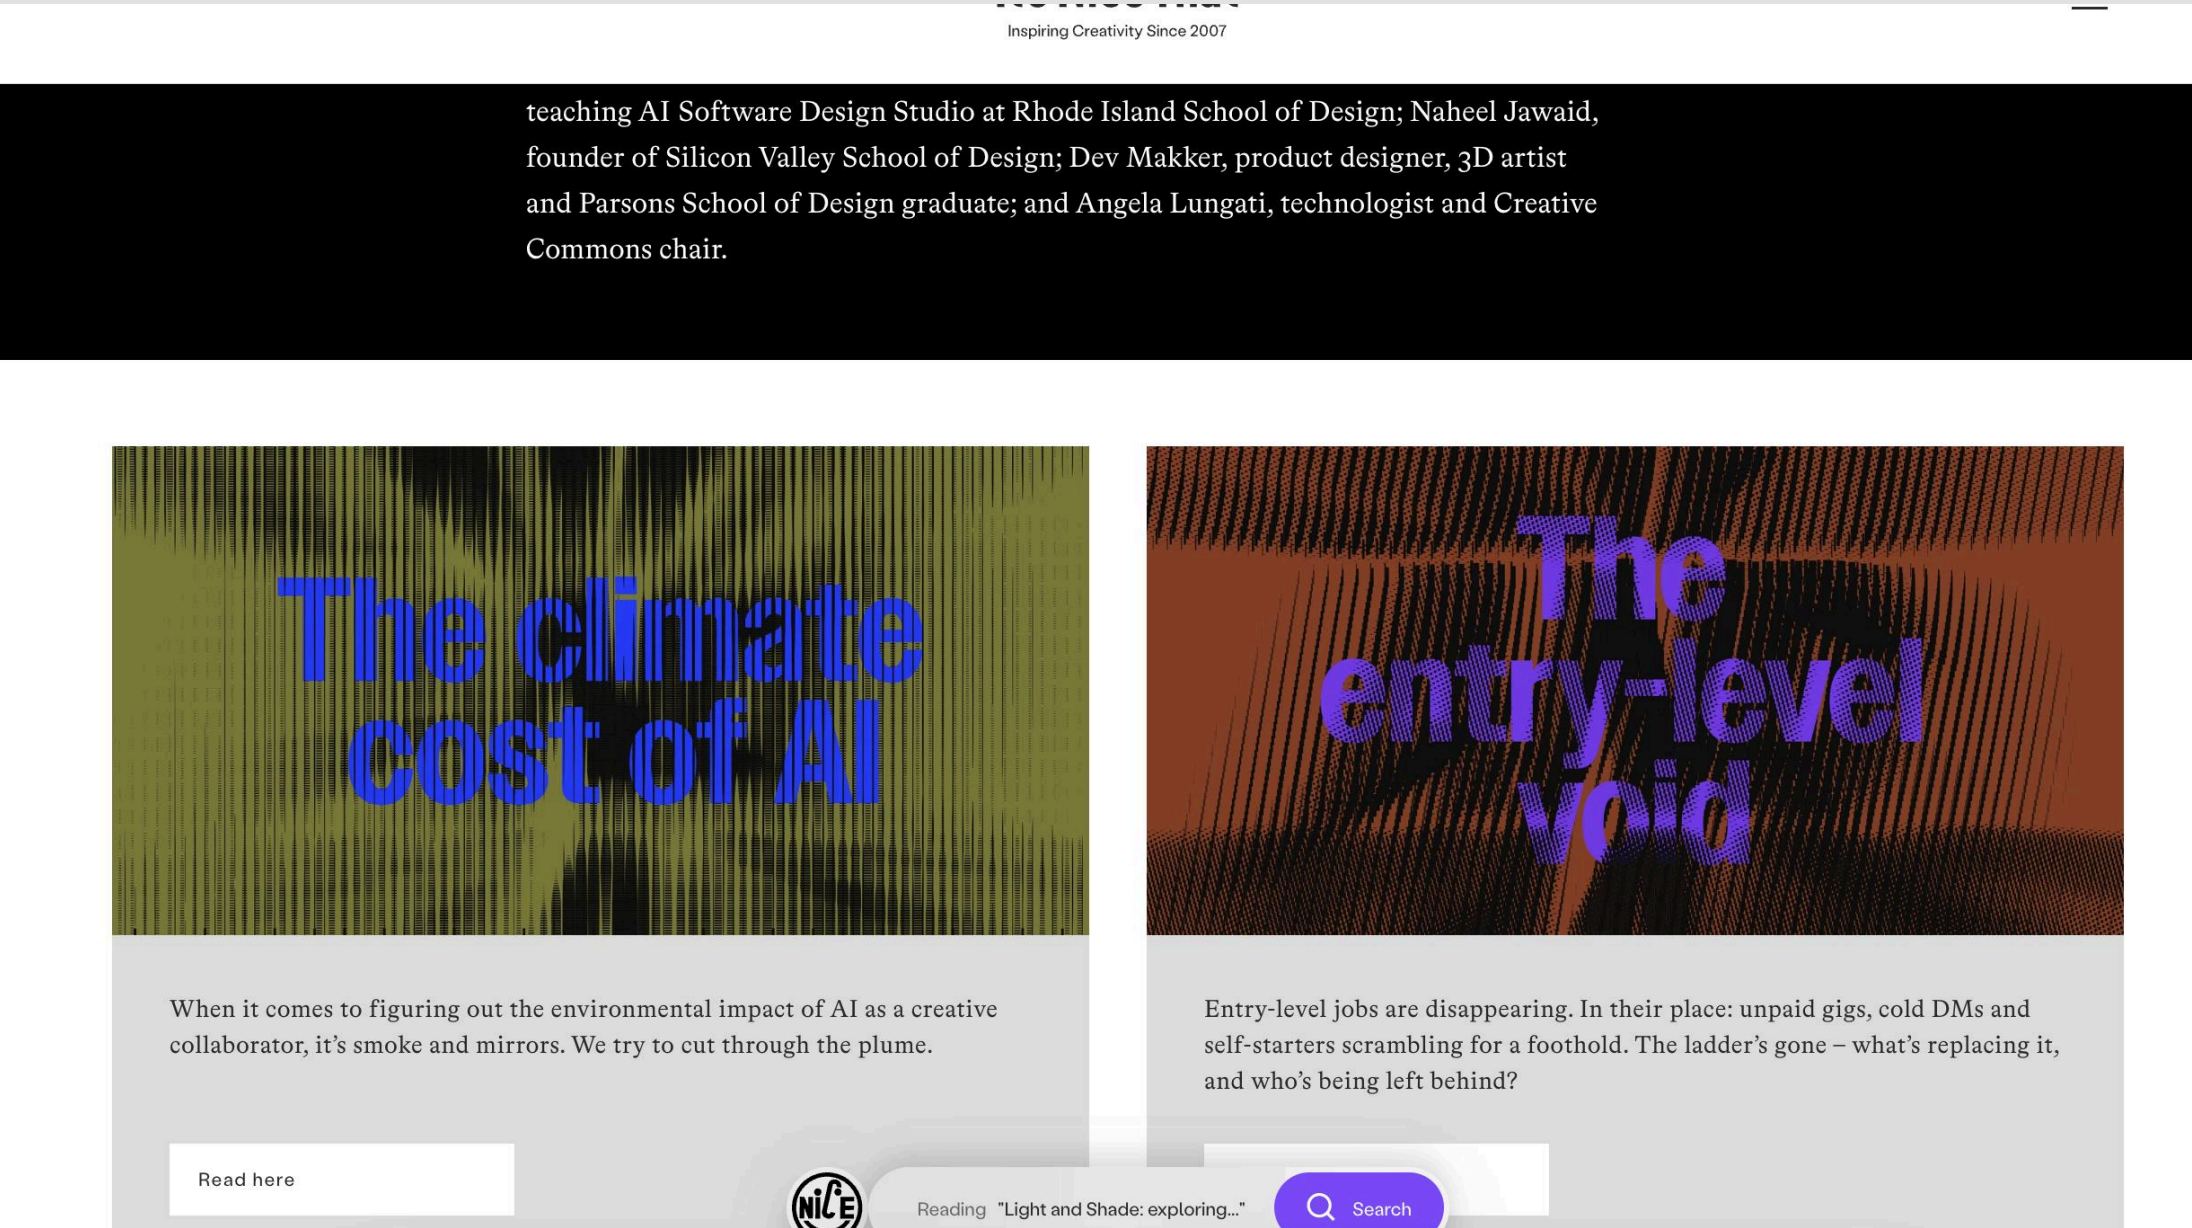 Inspiring Creativity Since 2007
teaching AI Software Design Studio at Rhode Island School of Design; Naheel Jawaid,
founder of Silicon Valley School of Design; Dev Makker, product designer, 3D artist
and Parsons School of Design graduate; and Angela Lungati, technologist and Creative
Commons chair.
The climate
cost of AI
When it comes to figuring out the environmental impact of AI as a creative
collaborator, it’s smoke and mirrors. We try to cut through the plume.
Read here
The
entry-level
void
Entry-level jobs are disappearing. In their place: unpaid gigs, cold DMs and
self-starters scrambling for a foothold. The ladder’s gone – what’s replacing it,
and who’s being left behind?
NICE
Reading "Light and Shade: exploring..."
Search